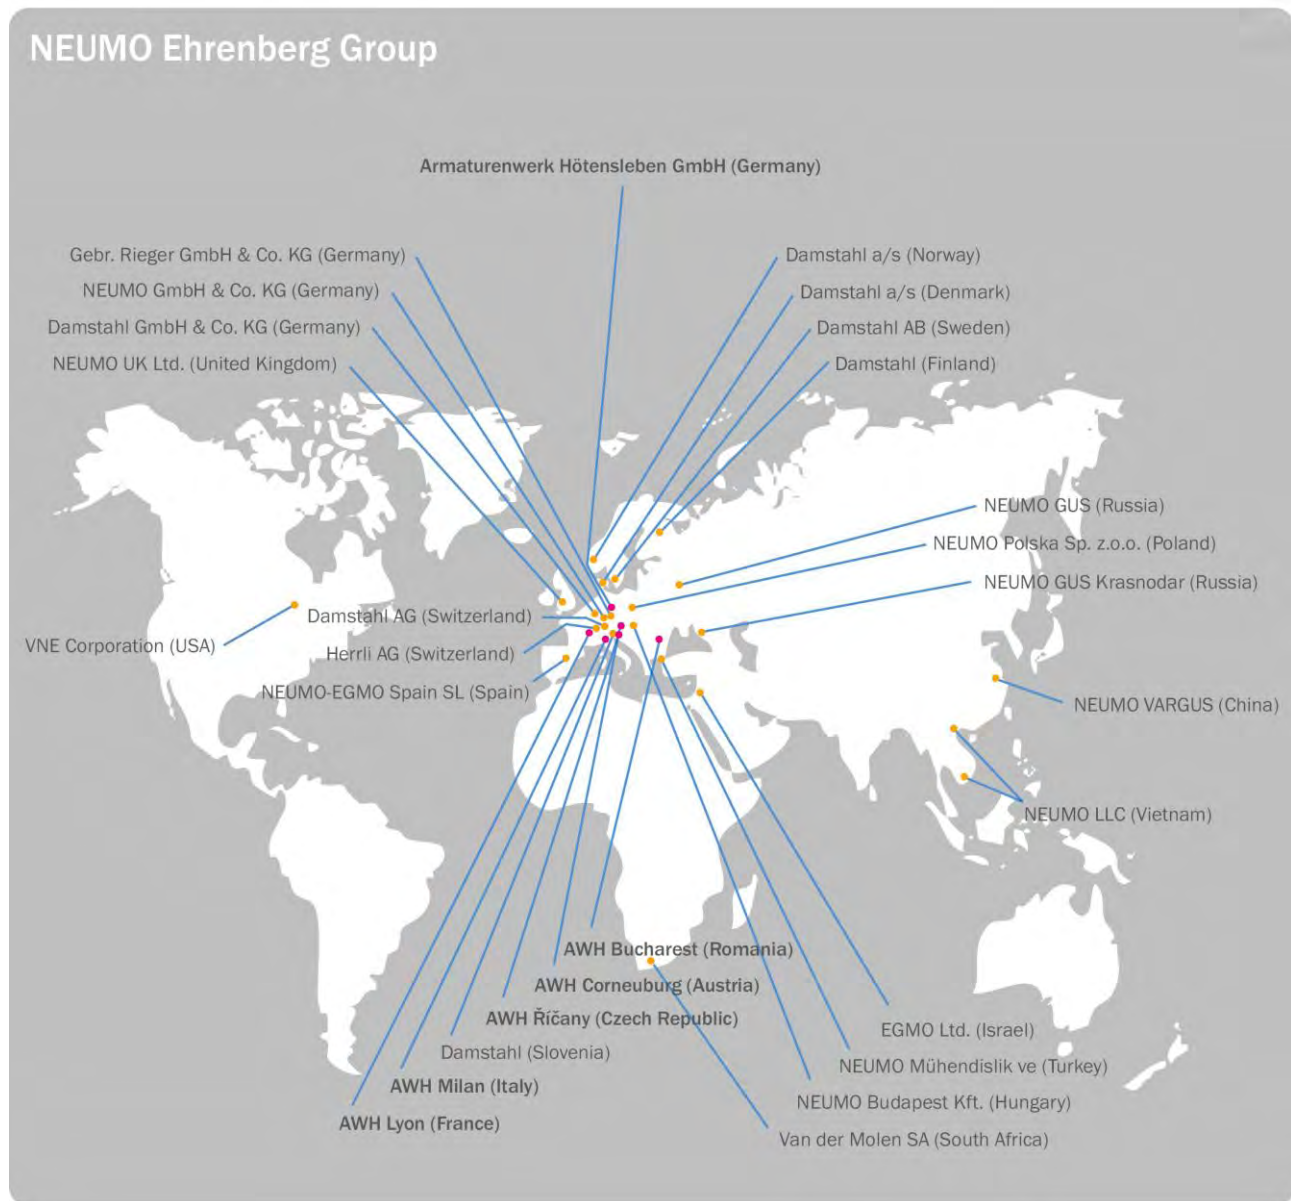 NEUMO Ehrenberg Group
Armaturenwerk Hötensleben GmbH (Germany)
Gebr. Rieger GmbH & Co. KG (Germany)
NEUMO GmbH & Co. KG (Germany)
Damstahl GmbH & Co. KG (Germany)
NEUMO UK Ltd. (United Kingdom)
Damstahl a/s (Norway)
Damstahl a/s (Denmark)
Damstahl AB (Sweden)
Damstahl (Finland)
NEUMO GUS (Russia)
NEUMO Polska Sp. z.o.o. (Poland)
NEUMO GUS Krasnodar (Russia)
Damstahl AG (Switzerland)
VNE Corporation (USA)
Herrli AG (Switzerland)
NEUMO-EGMO Spain SL (Spain)
NEUMO VARGUS (China)
NEUMO LLC (Vietnam)
AWH Bucharest (Romania)
AWH Corneuburg (Austria)
AWH Říčany (Czech Republic)
Damstahl (Slovenia)
AWH Milan (Italy)
AWH Lyon (France)
EGMO Ltd. (Israel)
NEUMO Mühendislik ve (Turkey)
NEUMO Budapest Kft. (Hungary)
Van der Molen SA (South Africa)